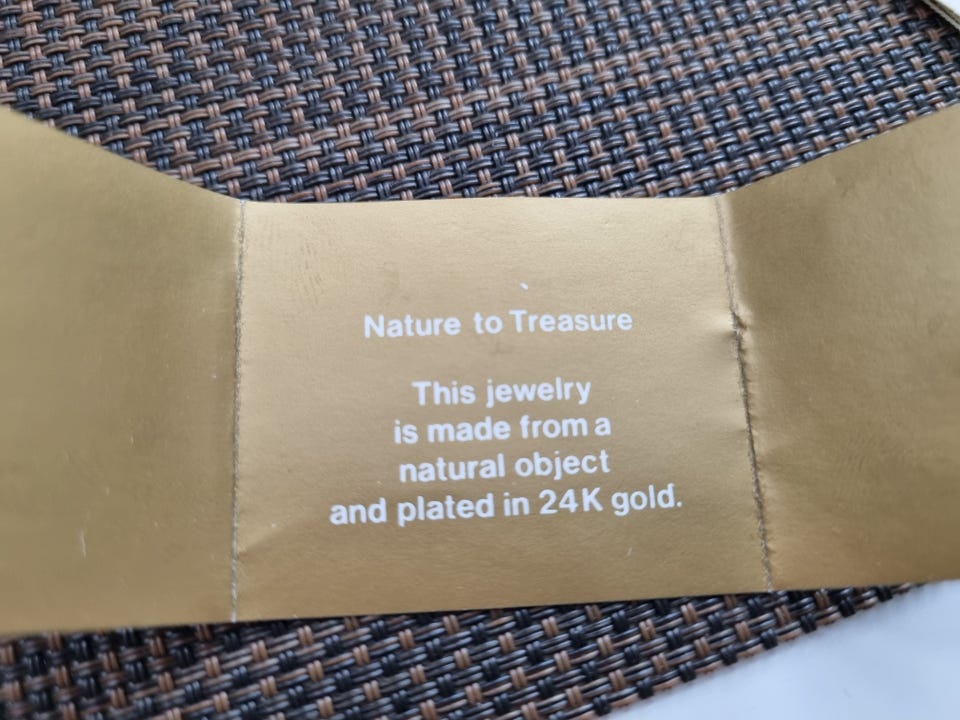 Nature to Treasure
This jewelry
is made from a
natural object
and plated in 24K gold.